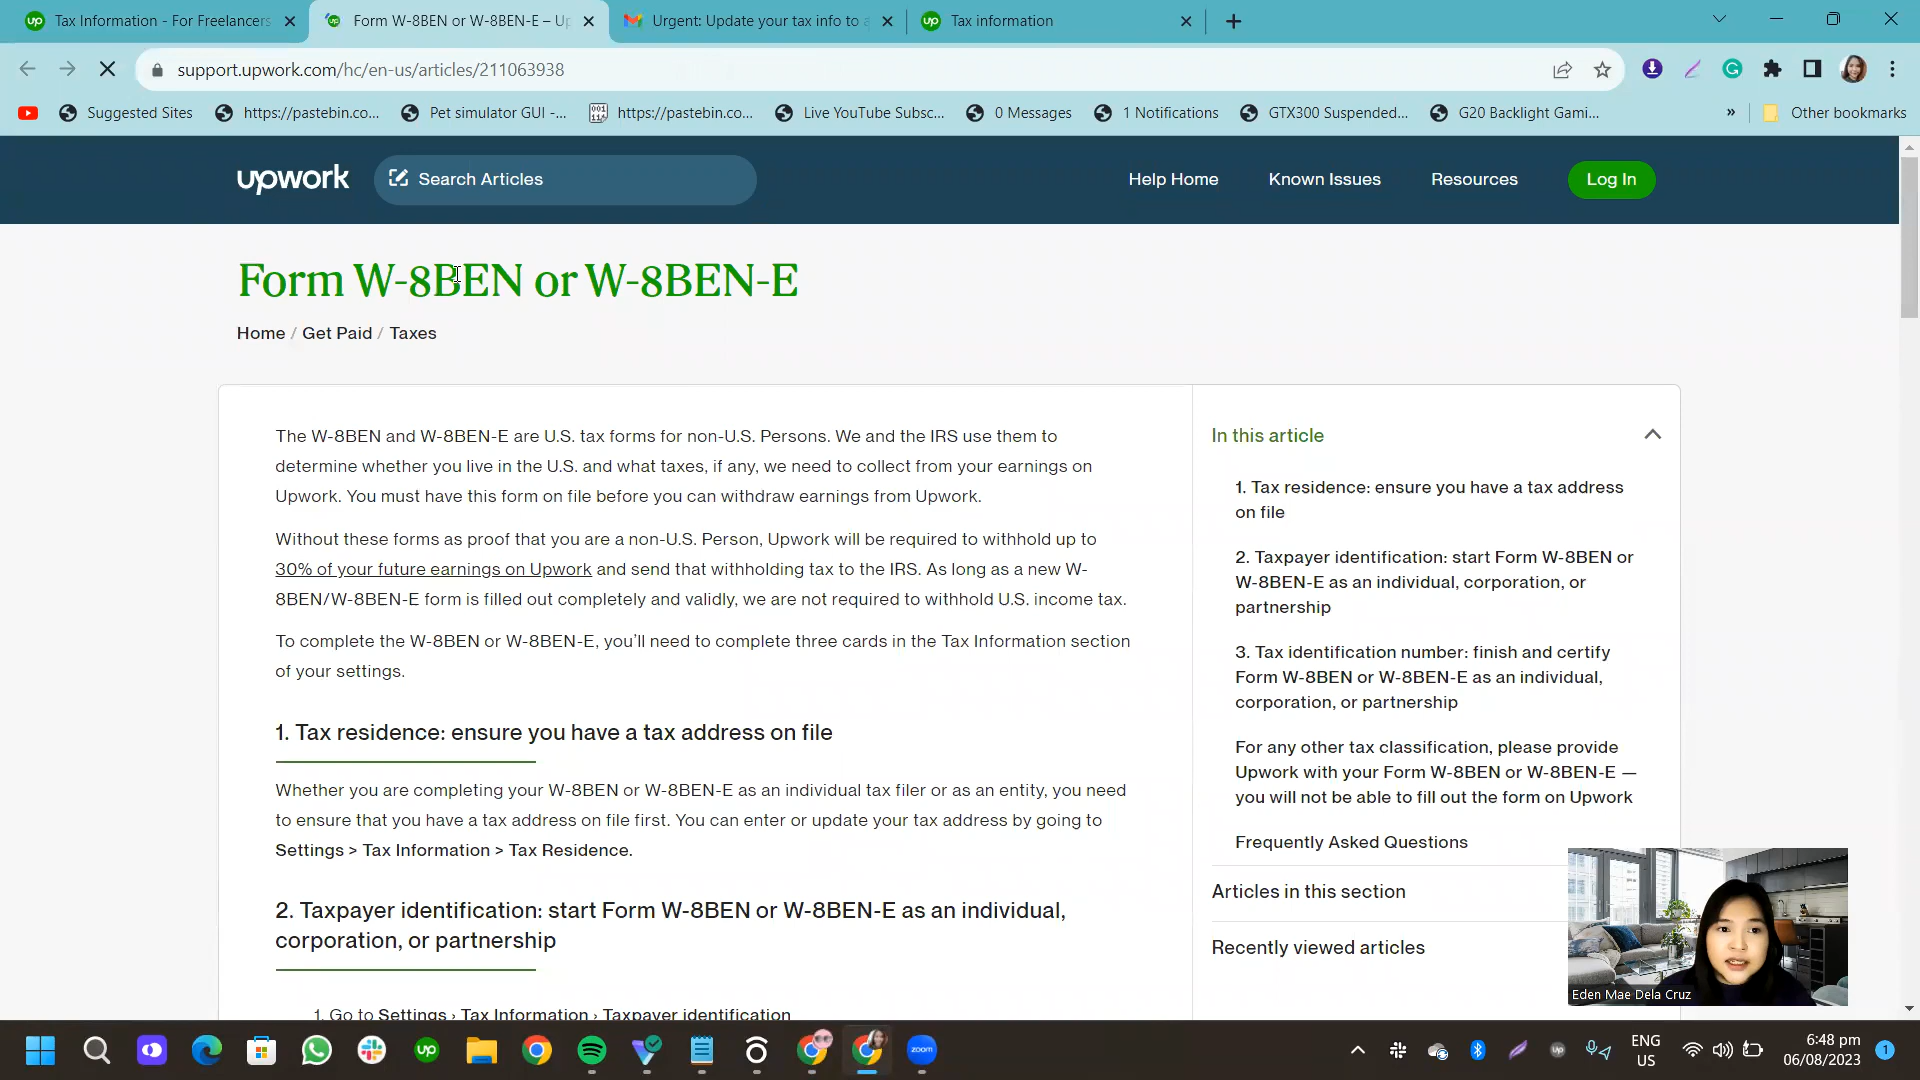 Tax Information - For Freelancers
Form W-8BEN or W-8BEN-E – Up
Urgent: Update your tax info to a
Tax information
support.upwork.com/hc/en-us/articles/211063938
Suggested Sites
https://pastebin.co...
Pet simulator GUI -...
https://pastebin.co...
Live YouTube Subsc...
0 Messages
1 Notifications
GTX300 Suspended...
G20 Backlight Gami...
»
Other bookmarks
upwork
Search Articles
Help Home
Known Issues
Resources
Log In
Form W-8BEN or W-8BEN-E
Home / Get Paid / Taxes
The W-8BEN and W-8BEN-E are U.S. tax forms for non-U.S. Persons. We and the IRS use them to
determine whether you live in the U.S. and what taxes, if any, we need to collect from your earnings on
Upwork. You must have this form on file before you can withdraw earnings from Upwork.
Without these forms as proof that you are a non-U.S. Person, Upwork will be required to withhold up to
30% of your future earnings on Upwork and send that withholding tax to the IRS. As long as a new W-
8BEN/W-8BEN-E form is filled out completely and validly, we are not required to withhold U.S. income tax.
To complete the W-8BEN or W-8BEN-E, you'll need to complete three cards in the Tax Information section
of your settings.
1. Tax residence: ensure you have a tax address on file
Whether you are completing your W-8BEN or W-8BEN-E as an individual tax filer or as an entity, you need
to ensure that you have a tax address on file first. You can enter or update your tax address by going to
Settings > Tax Information > Tax Residence.
2. Taxpayer identification: start Form W-8BEN or W-8BEN-E as an individual,
corporation, or partnership
1. Go to Settings › Tax Information › Taxpayer identification
In this article
1. Tax residence: ensure you have a tax address
on file
2. Taxpayer identification: start Form W-8BEN or
W-8BEN-E as an individual, corporation, or
partnership
3. Tax identification number: finish and certify
Form W-8BEN or W-8BEN-E as an individual,
corporation, or partnership
For any other tax classification, please provide
Upwork with your Form W-8BEN or W-8BEN-E —
you will not be able to fill out the form on Upwork
Frequently Asked Questions
Articles in this section
Recently viewed articles
Eden Mae Dela Cruz
up
zoom
ENG
US
6:48 pm
06/08/2023
1